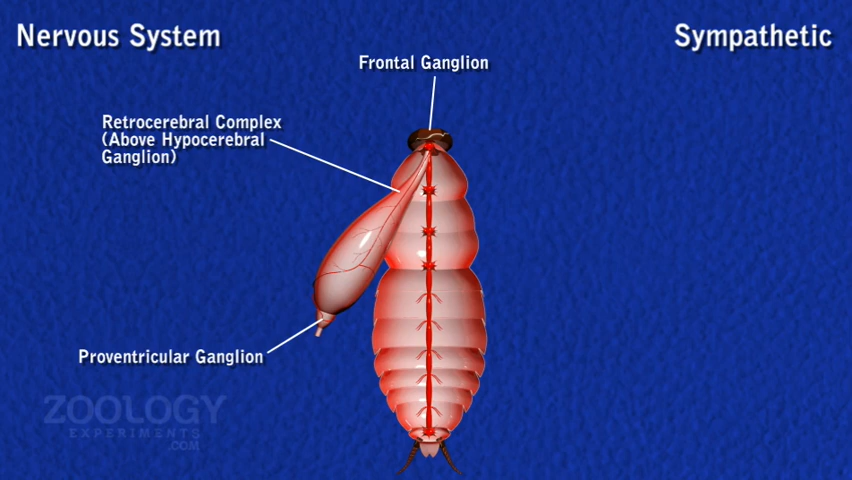 Nervous System
Sympathetic
Frontal Ganglion
Retrocerebral Complex
(Above Hypocerebral
Ganglion)
Proventricular Ganglion
ZOOLOGY
EXPERIMENTS
.COM